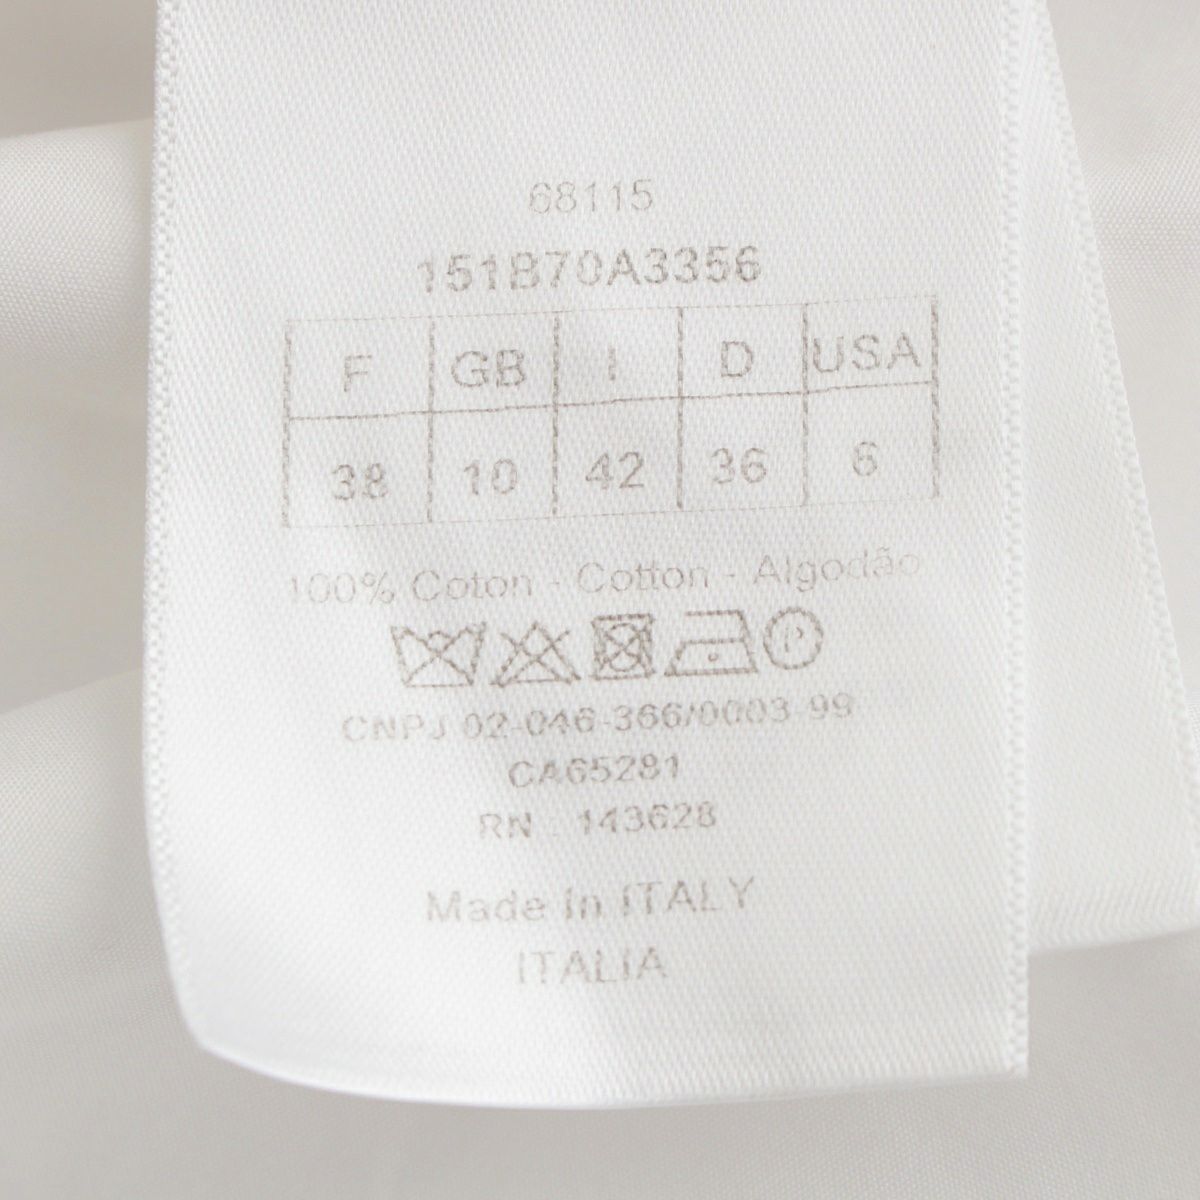 68115
151B70A3356
F GB I D USA
38 10 42 36 6
100% Coton - Cotton - Algodão
P
CNPJ 02-046-366/0003-99
CA65281
RN : 143628
Made in ITALY
ITALIA